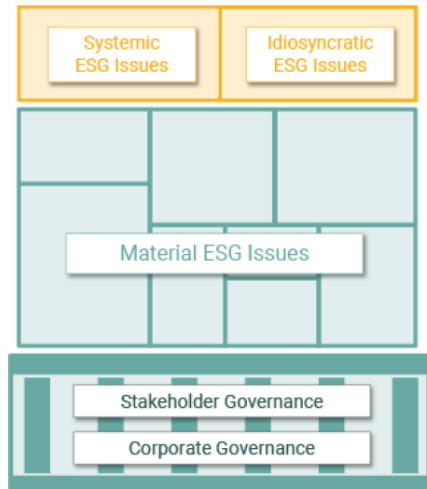 Systemic
ESG Issues
Idiosyncratic
ESG Issues
Material ESG Issues
Stakeholder Governance
Corporate Governance